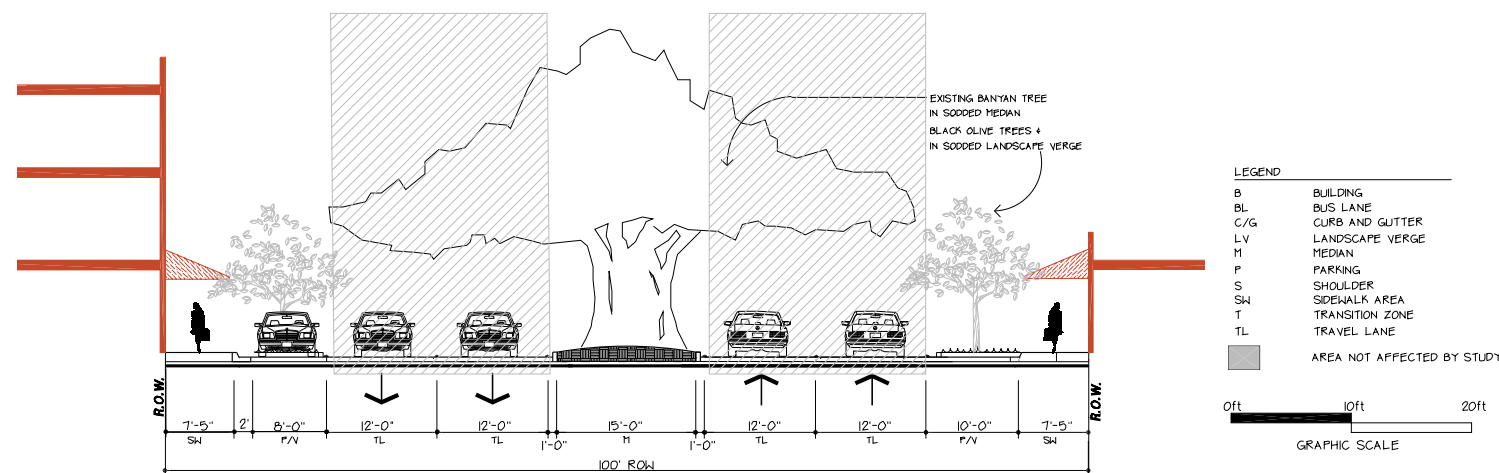 EXISTING BANYAN TREE
IN SODDED MEDIAN
BLACK OLIVE TREES &
IN SODDED LANDSCAPE VERGE
LEGEND
B BUILDING
BL BUS LANE
C/G CURB AND GUTTER
LV LANDSCAPE VERGE
M MEDIAN
P PARKING
S SHOULDER
SW SIDEWALK AREA
T TRANSITION ZONE
TL TRAVEL LANE
AREA NOT AFFECTED BY STUDY
0ft 10ft 20ft
GRAPHIC SCALE
R.O.W.
R.O.W.
7'-5" 2' 8'-0" 12'-0" 12'-0" 1'-0" 15'-0" 1'-0" 12'-0" 12'-0" 10'-0" 7'-5"
SW P/V TL TL M TL TL P/V SW
100' ROW